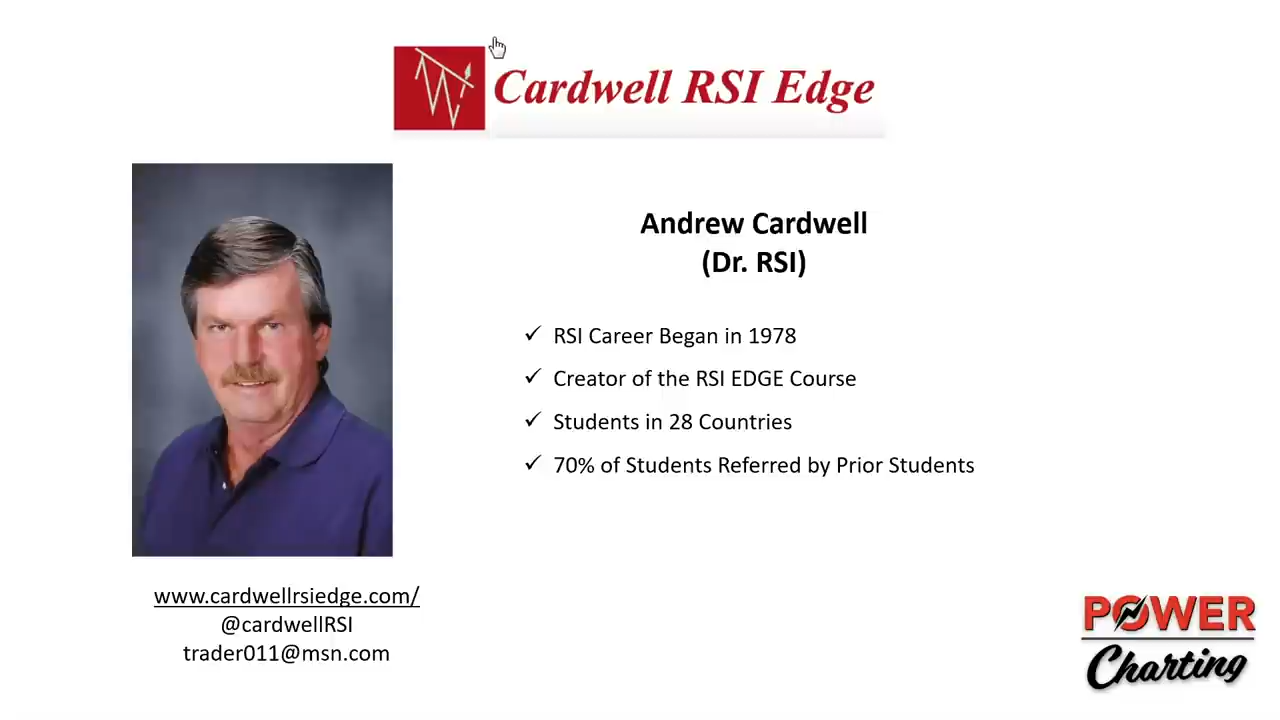 Cardwell RSI Edge
Andrew Cardwell
(Dr. RSI)
✓ RSI Career Began in 1978
✓ Creator of the RSI EDGE Course
✓ Students in 28 Countries
✓ 70% of Students Referred by Prior Students
www.cardwellrsiedge.com/
@cardwellRSI
trader011@msn.com
POWER
Charting